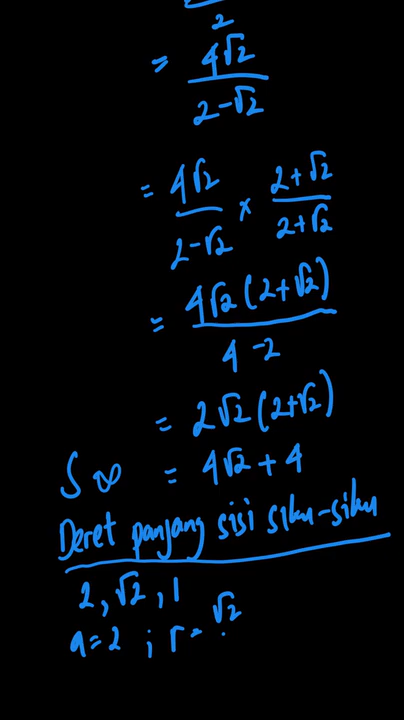 2
= 4√2 / 2-√2
= 4√2 / 2-√2 × 2+√2 / 2+√2
= 4√2 (2+√2) / 4-2
= 2√2 (2+√2)
S∞ = 4√2 + 4
Deret panjang sisi siku-siku
2, √2, 1
a=2 ; r= √2